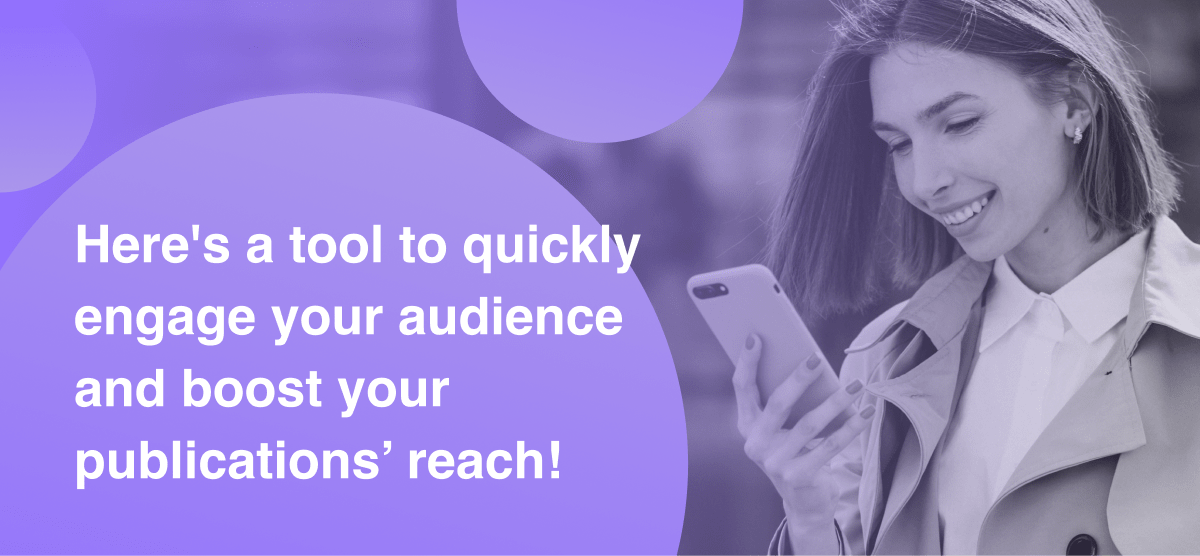 Here's a tool to quickly
engage your audience
and boost your
publications’ reach!